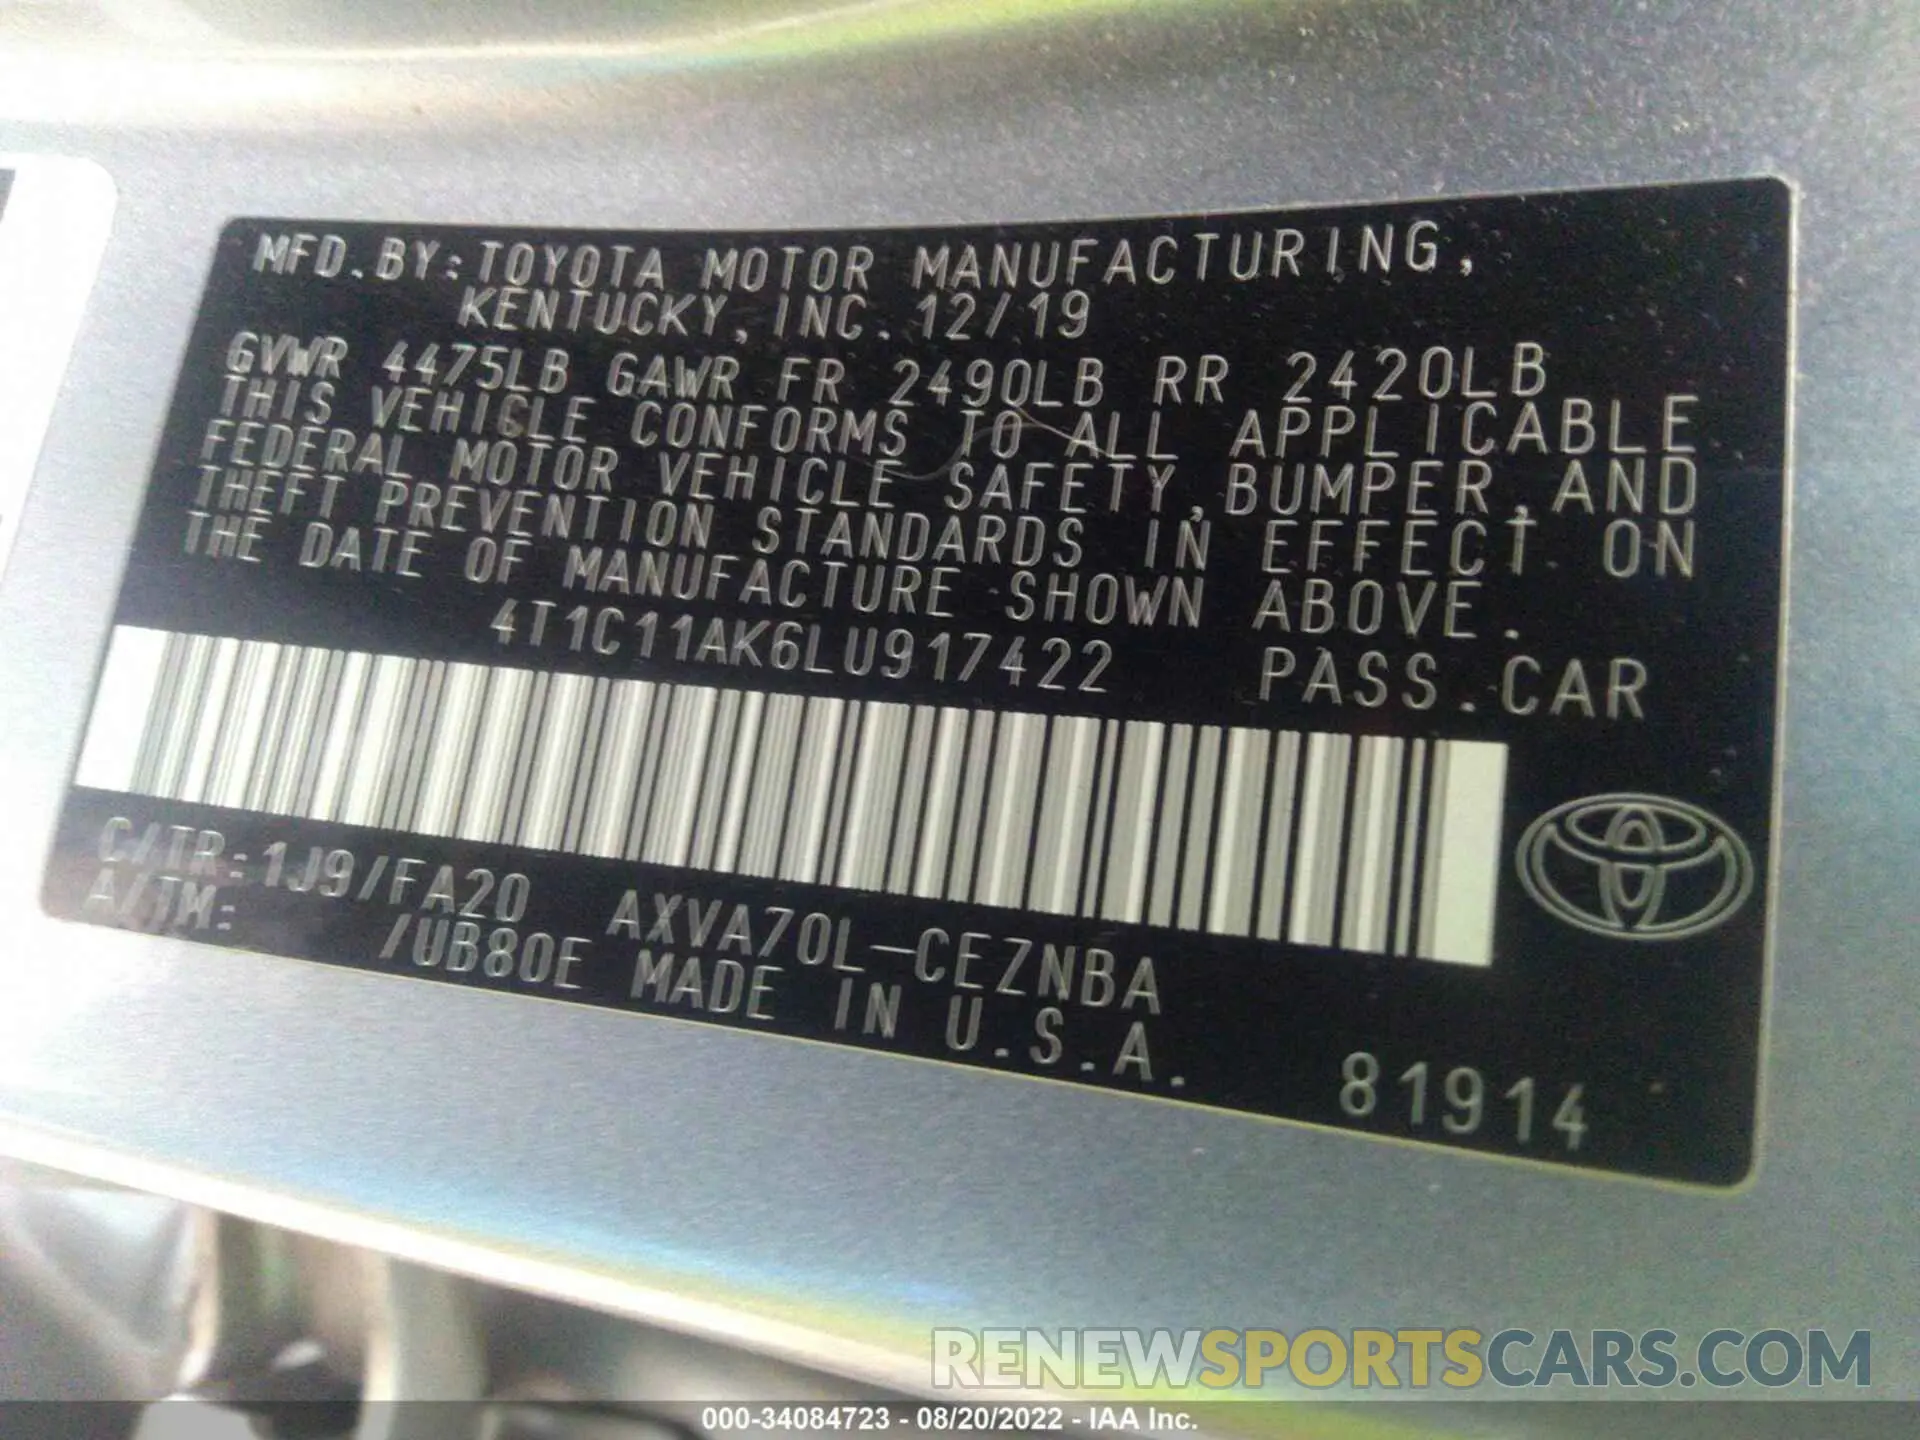 MFD.BY:TOYOTA MOTOR MANUFACTURING,
KENTUCKY, INC. 12/19
GVWR 4475LB GAWR FR 2490LB RR 2420LB
THIS VEHICLE CONFORMS TO ALL APPLICABLE
FEDERAL MOTOR VEHICLE SAFETY,BUMPER,AND
THEFT PREVENTION STANDARDS IN EFFECT ON
THE DATE OF MANUFACTURE SHOWN ABOVE.
4T1C11AK6LU917422 PASS.CAR
C/TR:1J9/FA20 AXVA70L-CEZNBA
A/TM: /UB80E MADE IN U.S.A.
81914
RENEWSPORTSCARS.COM
000-34084723 - 08/20/2022 - IAA Inc.